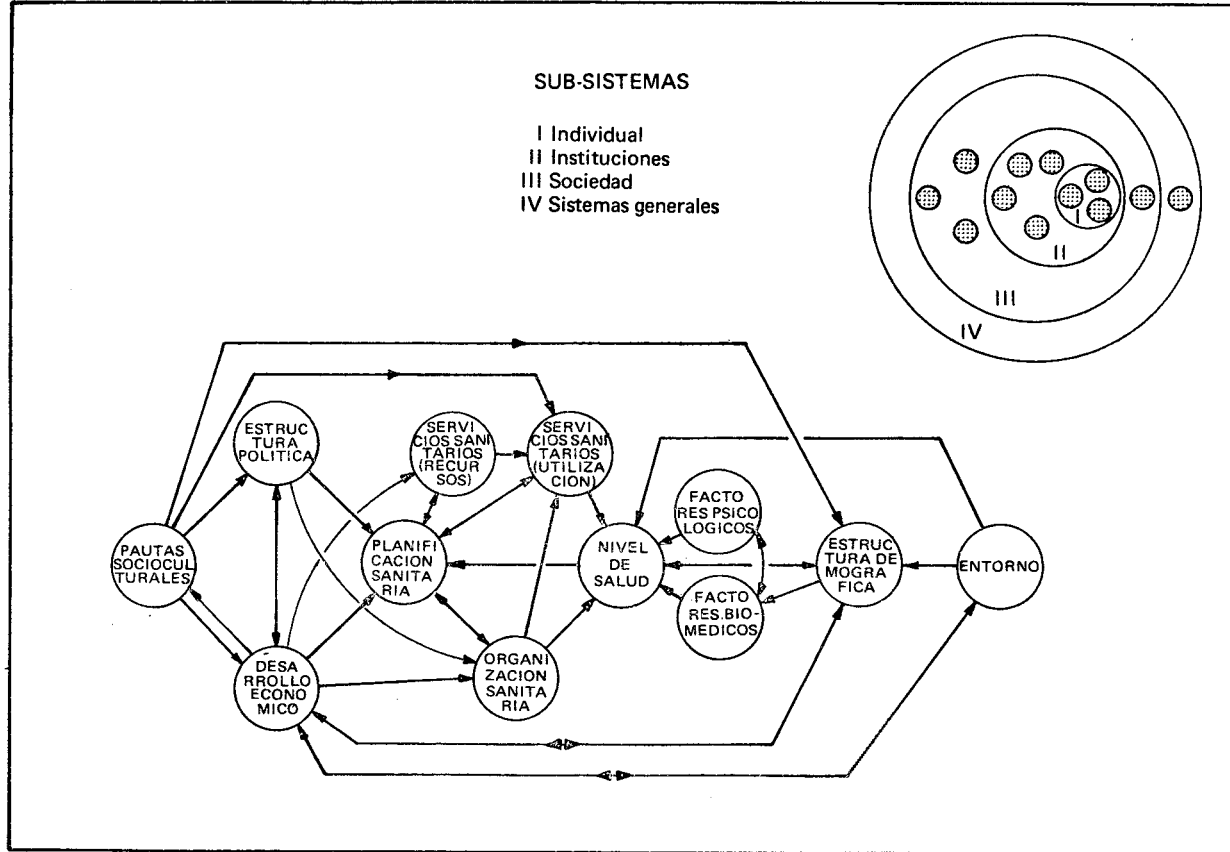 SUB-SISTEMAS
I Individual
II Instituciones
III Sociedad
IV Sistemas generales
I
II
III
IV
ESTRUC
TURA
POLITICA
SERVI
CIOS SANI
TARIOS
(RECUR
SOS)
SERVI
CIOS SANI
TARIOS
(UTILIZA
CION)
FACTO
RES PSICO
LOGICOS
PAUTAS
SOCIOCUL
TURALES
PLANIFI
CACION
SANITA
RIA
NIVEL
DE
SALUD
ESTRUC
TURA DE
MOGRA
FICA
ENTORNO
FACTO
RES.BIO-
MEDICOS
DESA
RROLLO
ECONO
MICO
ORGANI
ZACION
SANITA
RIA